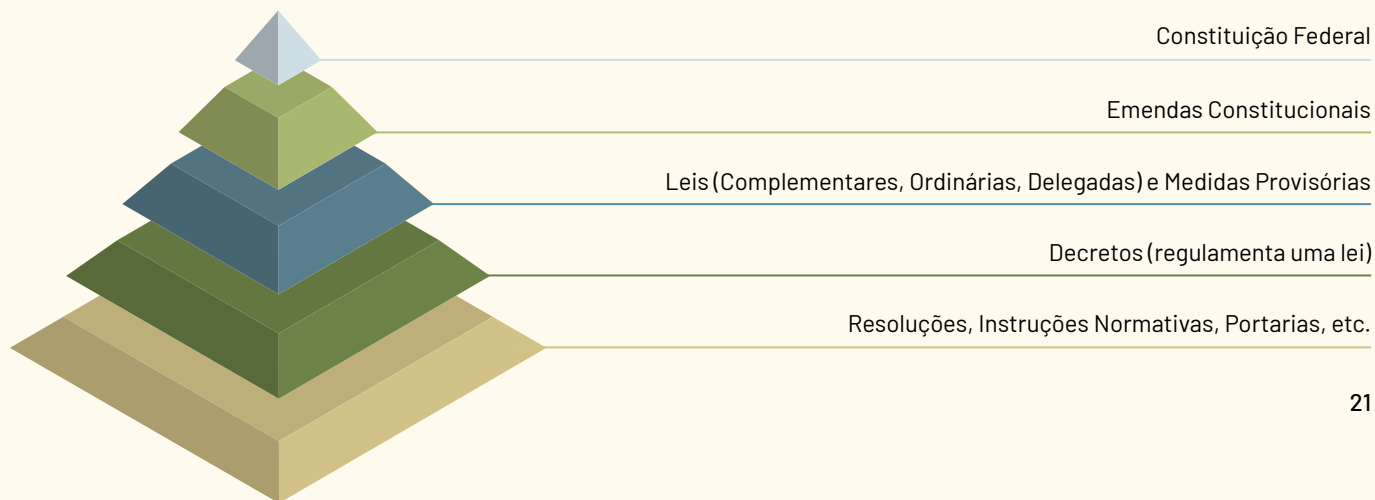 Constituição Federal
Emendas Constitucionais
Leis (Complementares, Ordinárias, Delegadas) e Medidas Provisórias
Decretos (regulamenta uma lei)
Resoluções, Instruções Normativas, Portarias, etc.
21